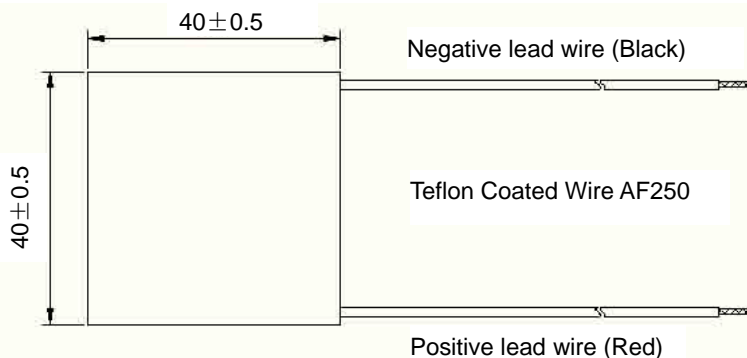 40±0.5
Negative lead wire (Black)
40±0.5
Teflon Coated Wire AF250
Positive lead wire (Red)